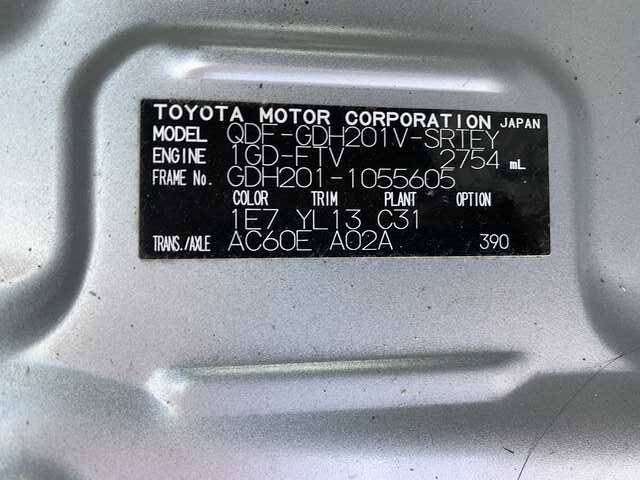 TOYOTA MOTOR CORPORATION JAPAN
MODEL QDF-GDH201V-SRTEY
ENGINE 1GD-FTV 2754 mL
FRAME No. GDH201-1055605
COLOR TRIM PLANT OPTION
1E7 YL13 C31
TRANS./AXLE AC60E A02A 390